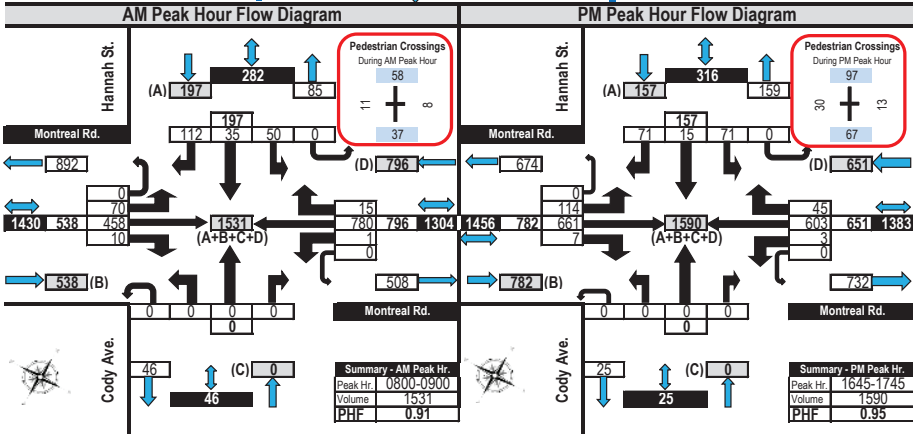 AM Peak Hour Flow Diagram
Hannah St.
282
(A) 197
85
Pedestrian Crossings
During AM Peak Hour
58
11
8
37
197
112 35 50 0
Montreal Rd.
892
(D) 796
0
70
1430 538 458
10
1531
(A+B+C+D)
15
780 796 1304
1
0
538 (B)
508
0 0 0 0
0
Montreal Rd.
Cody Ave.
46
(C) 0
46
Summary - AM Peak Hr.
Peak Hr. 0800-0900
Volume 1531
PHF 0.91
PM Peak Hour Flow Diagram
Hannah St.
316
(A) 157
159
Pedestrian Crossings
During PM Peak Hour
97
30
13
67
157
71 15 71 0
Montreal Rd.
674
(D) 651
0
114
1456 782 661
7
1590
(A+B+C+D)
45
603 651 1383
3
0
782 (B)
732
0 0 0 0
0
Montreal Rd.
Cody Ave.
25
(C) 0
25
Summary - PM Peak Hr.
Peak Hr. 1645-1745
Volume 1590
PHF 0.95